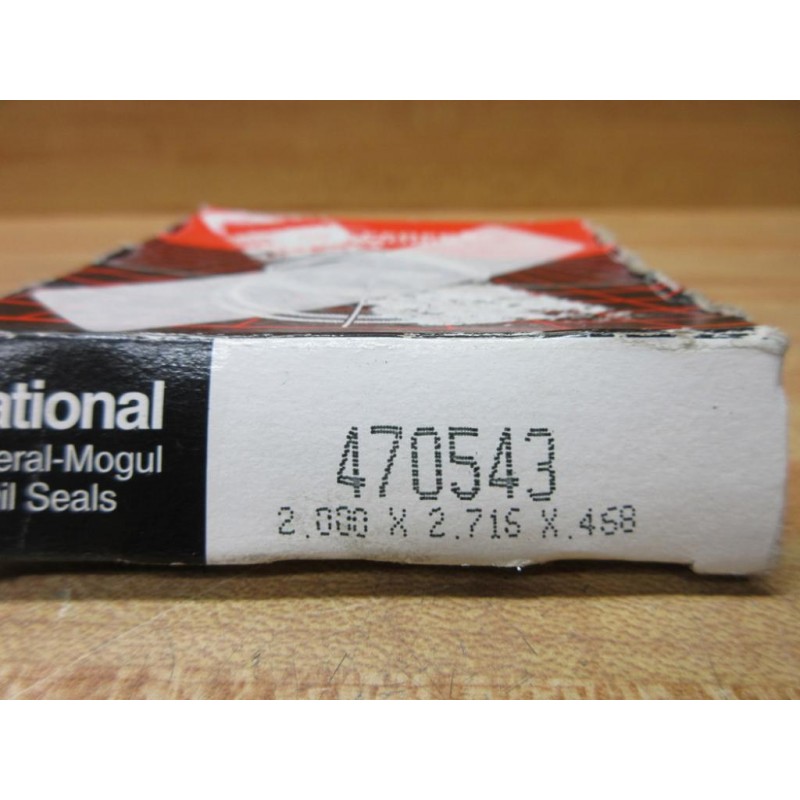 ational
eral-Mogul
il Seals
470543
2.000 X 2.716 X .468